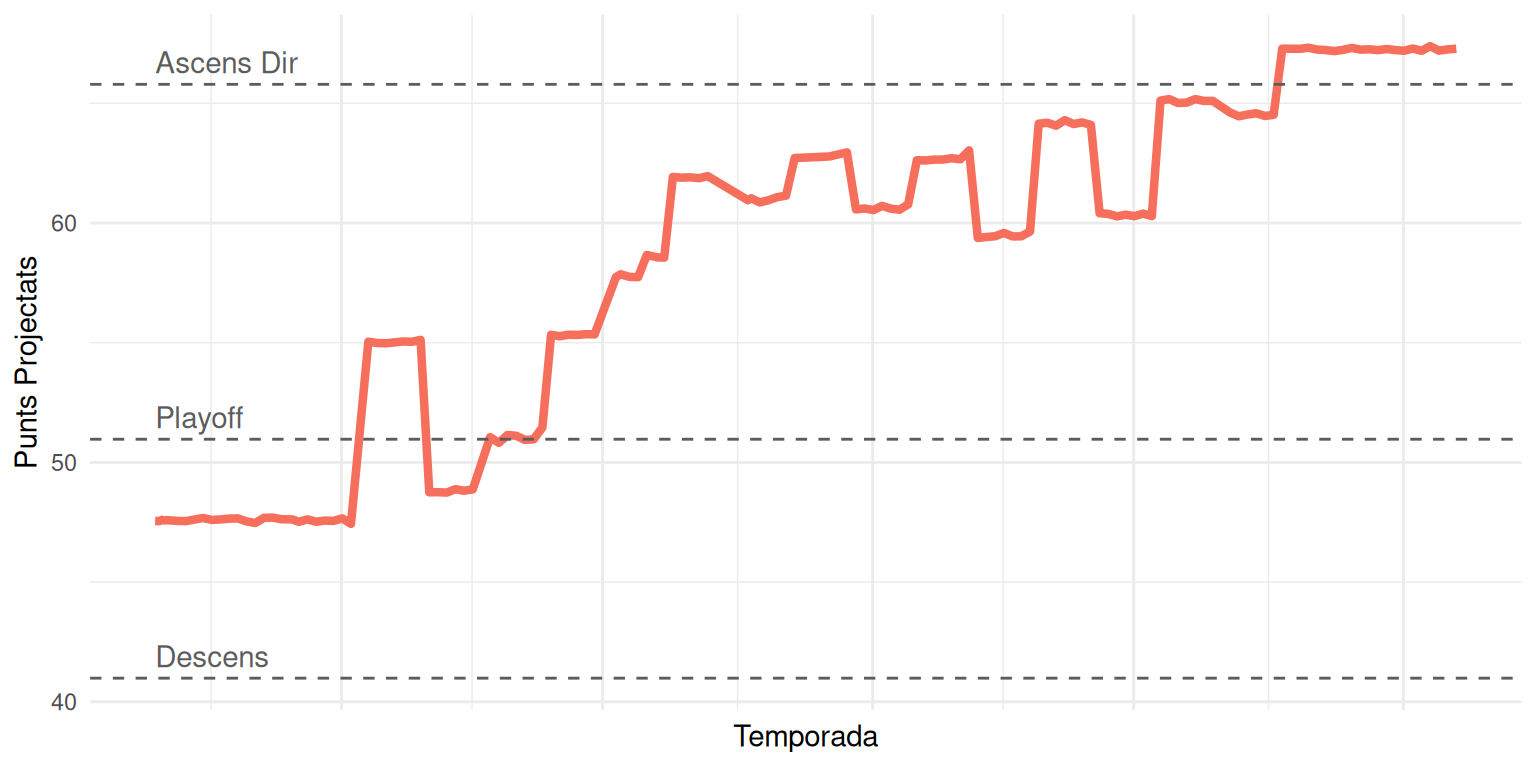 Ascens Dir
60
Playoff
50
Descens
40
Punts Projectats
Temporada